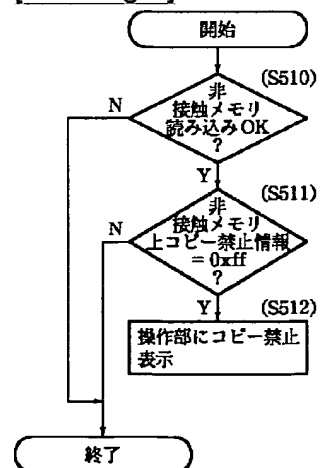 開始
(S510)
非
接触メモリ
読み込みOK
?
N
Y
(S511)
非
接触メモリ
上コピー禁止情報
= 0xff
?
N
Y
(S512)
操作部にコピー禁止
表示
終了